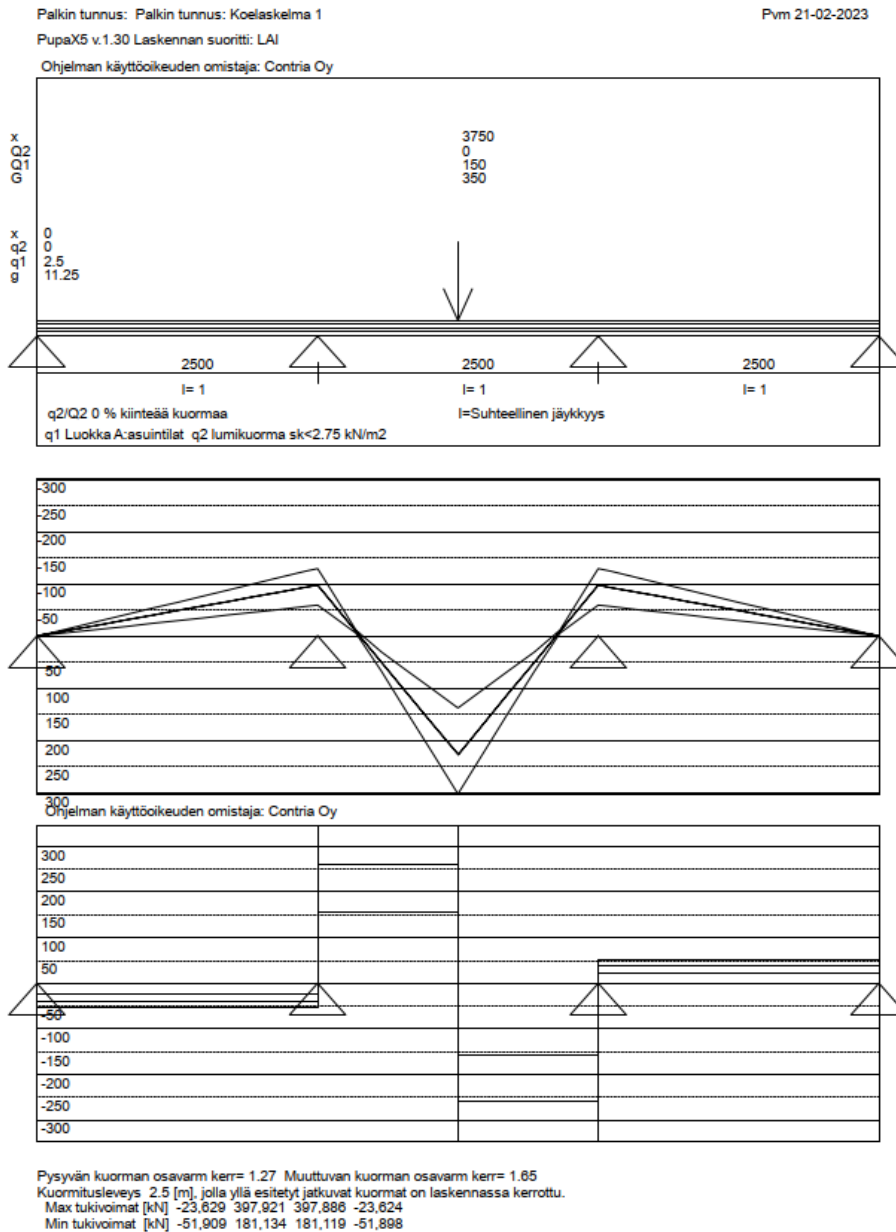 Palkin tunnus: Palkin tunnus: Koelaskelma 1 Pvm 21-02-2023
PupaX5 v.1.30 Laskennan suoritti: LAI
Ohjelman käyttöoikeuden omistaja: Contria Oy
x 3750
Q2 0
Q1 150
G 350
x 0
q2 0
q1 2.5
g 11.25
2500 2500 2500
I= 1 I= 1 I= 1
q2/Q2 0 % kiinteää kuormaa I=Suhteellinen jäykkyys
q1 Luokka A:asuintilat q2 lumikuorma sk<2.75 kN/m2
-300
-250
-200
-150
-100
-50
50
100
150
200
250
300
Ohjelman käyttöoikeuden omistaja: Contria Oy
300
250
200
150
100
50
-50
-100
-150
-200
-250
-300
Pysyvän kuorman osavarm kerr= 1.27 Muuttuvan kuorman osavarm kerr= 1.65
Kuormitusleveys 2.5 [m], jolla yllä esitetyt jatkuvat kuormat on laskennassa kerrottu.
Max tukivoimat [kN] -23,629 397,921 397,886 -23,624
Min tukivoimat [kN] -51,909 181,134 181,119 -51,898